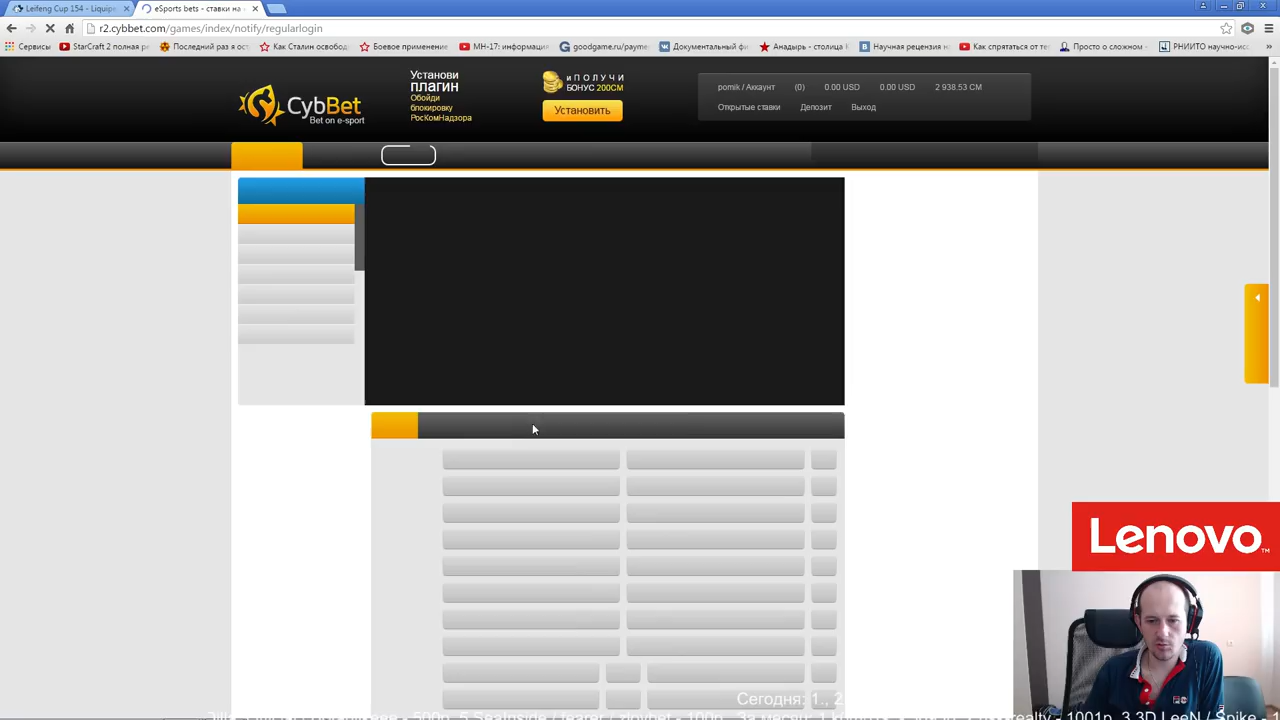 Leifeng Cup 154 - Liquipe
eSports bets - ставки на
r2.cybbet.com/games/index/notify/regularlogin
Сервисы
StarCraft 2 полная ре
Последний раз я ост
Как Сталин освобод
Боевое применение
МН-17: информация
goodgame.ru/payme
Документальный фи
Анадырь - столица К
Научная рецензия н
Как спрятаться от те
Просто о сложном -
РНИИТО научно-исс
CybBet
Bet on e-sport
Установи
плагин
Обойди
блокировку
РосКомНадзора
и ПОЛУЧИ
БОНУС 200CM
Установить
pomik / Аккаунт
(0)
0.00 USD
0.00 USD
2 938.53 CM
Открытые ставки
Депозит
Выход
Lenovo
TM
Сегодня: 1., 2